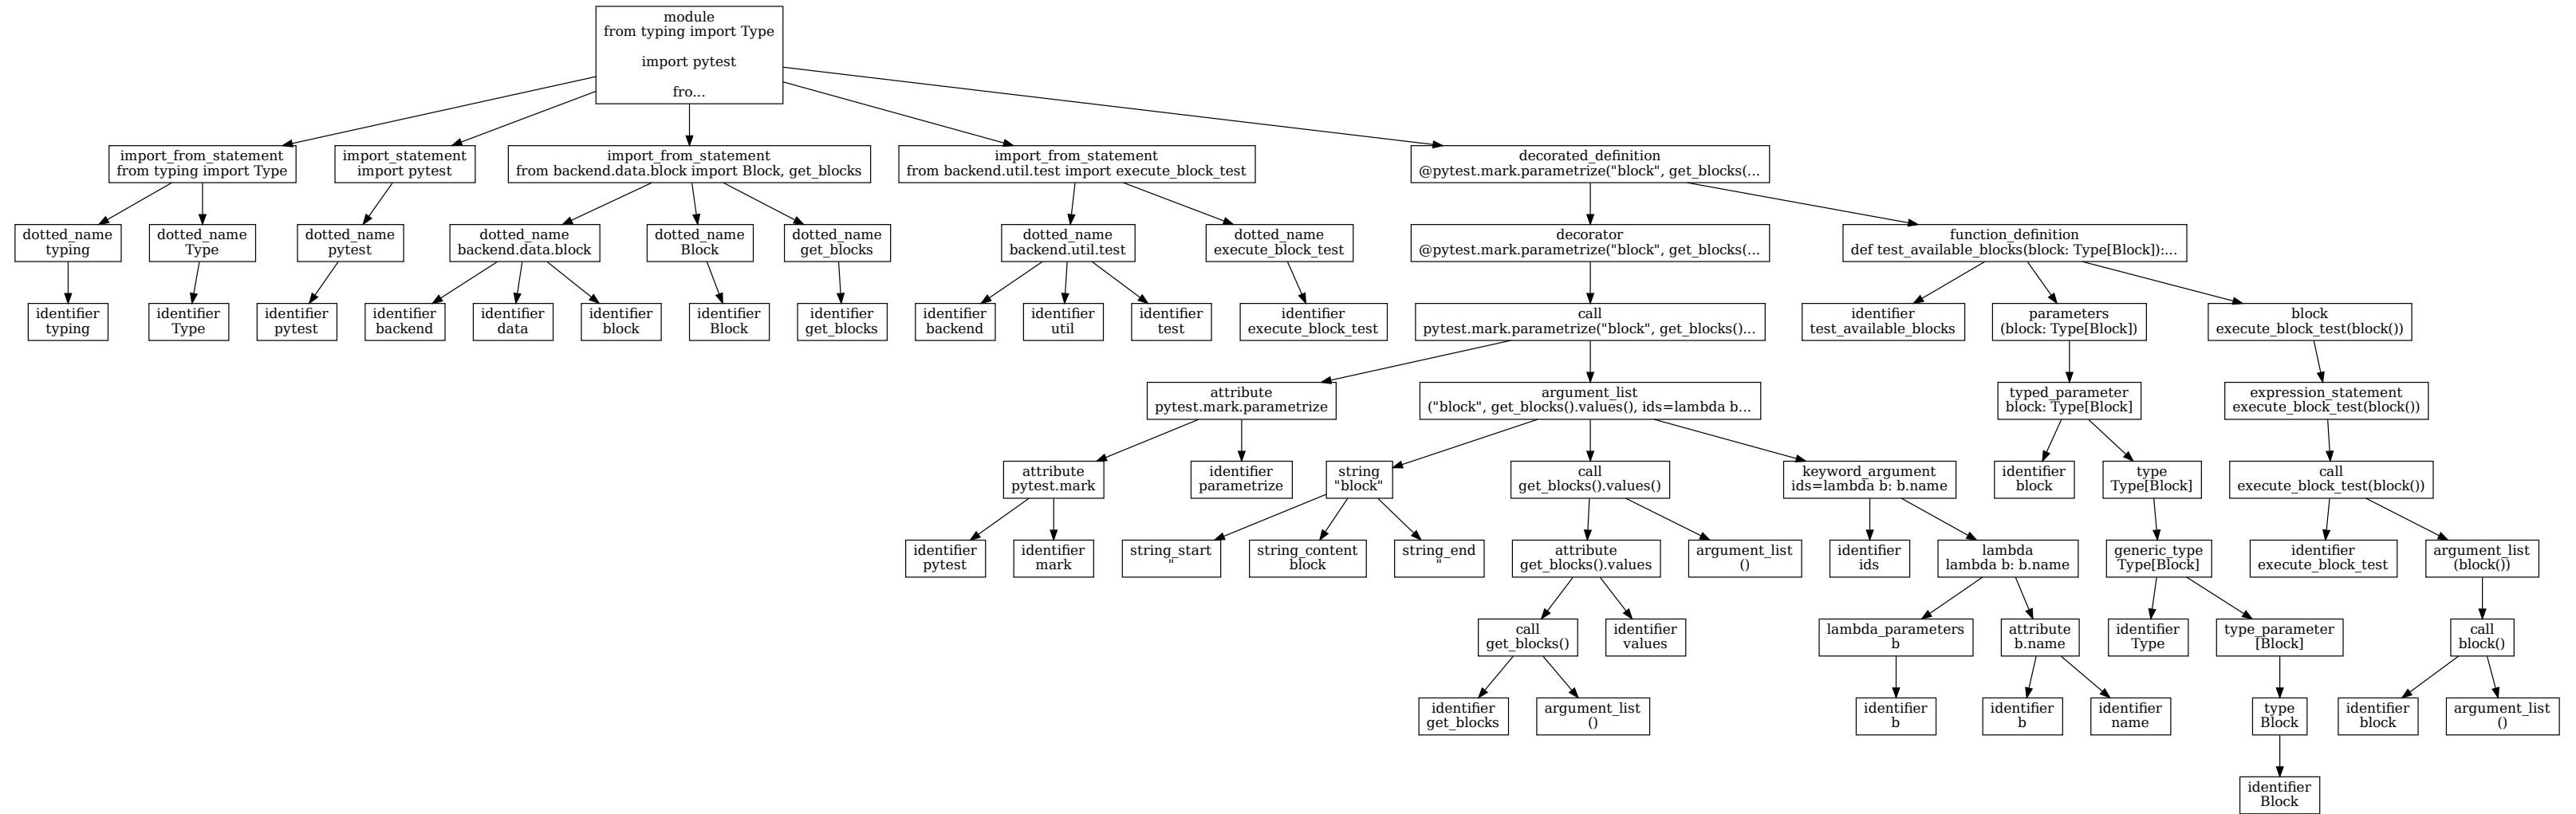 module
from typing import Type
import pytest
fro...
import_from_statement
from typing import Type
import_statement
import pytest
import_from_statement
from backend.data.block import Block, get_blocks
import_from_statement
from backend.util.test import execute_block_test
decorated_definition
@pytest.mark.parametrize("block", get_blocks(...
dotted_name
typing
dotted_name
Type
dotted_name
pytest
dotted_name
backend.data.block
dotted_name
Block
dotted_name
get_blocks
dotted_name
backend.util.test
dotted_name
execute_block_test
decorator
@pytest.mark.parametrize("block", get_blocks(...
function_definition
def test_available_blocks(block: Type[Block]):...
identifier
typing
identifier
Type
identifier
pytest
identifier
backend
identifier
data
identifier
block
identifier
Block
identifier
get_blocks
identifier
backend
identifier
util
identifier
test
identifier
execute_block_test
call
pytest.mark.parametrize("block", get_blocks()...
identifier
test_available_blocks
parameters
(block: Type[Block])
block
execute_block_test(block())
attribute
pytest.mark.parametrize
argument_list
("block", get_blocks().values(), ids=lambda b...
typed_parameter
block: Type[Block]
expression_statement
execute_block_test(block())
attribute
pytest.mark
identifier
parametrize
string
"block"
call
get_blocks().values()
keyword_argument
ids=lambda b: b.name
identifier
block
type
Type[Block]
call
execute_block_test(block())
identifier
pytest
identifier
mark
string_start
"
string_content
block
string_end
"
attribute
get_blocks().values
argument_list
()
identifier
ids
lambda
lambda b: b.name
generic_type
Type[Block]
identifier
execute_block_test
argument_list
(block())
call
get_blocks()
identifier
values
lambda_parameters
b
attribute
b.name
identifier
Type
type_parameter
[Block]
call
block()
identifier
get_blocks
argument_list
()
identifier
b
identifier
b
identifier
name
type
Block
identifier
block
argument_list
()
identifier
Block